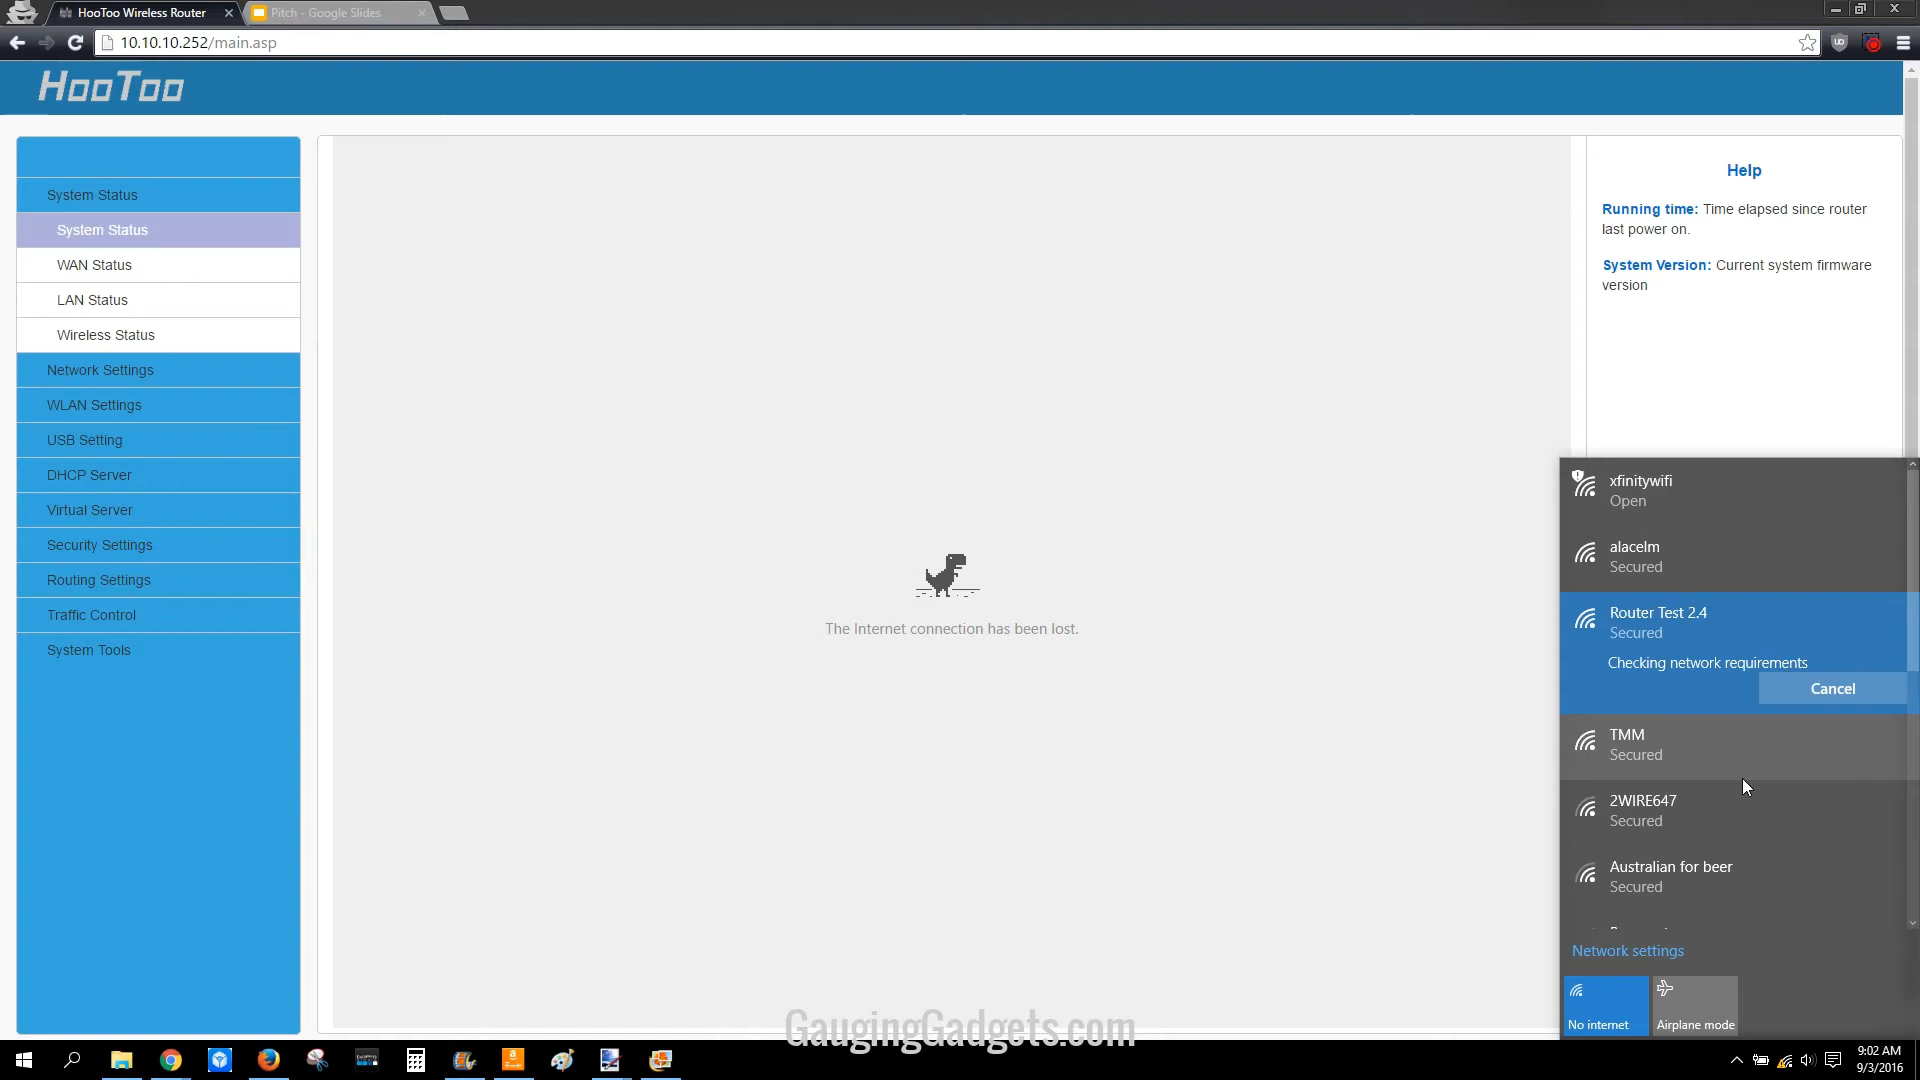 HooToo Wireless Router
Pitch - Google Slides
10.10.10.252/main.asp
HooToo
System Status
System Status
WAN Status
LAN Status
Wireless Status
Network Settings
WLAN Settings
USB Setting
DHCP Server
Virtual Server
Security Settings
Routing Settings
Traffic Control
System Tools
The Internet connection has been lost.
Help
Running time: Time elapsed since router
last power on.
System Version: Current system firmware
version
xfinitywifi
Open
alacelm
Secured
Router Test 2.4
Secured
Checking network requirements
Cancel
TMM
Secured
2WIRE647
Secured
Australian for beer
Secured
Network settings
No internet
Airplane mode
GaugingGadgets.com
9:02 AM
9/3/2016